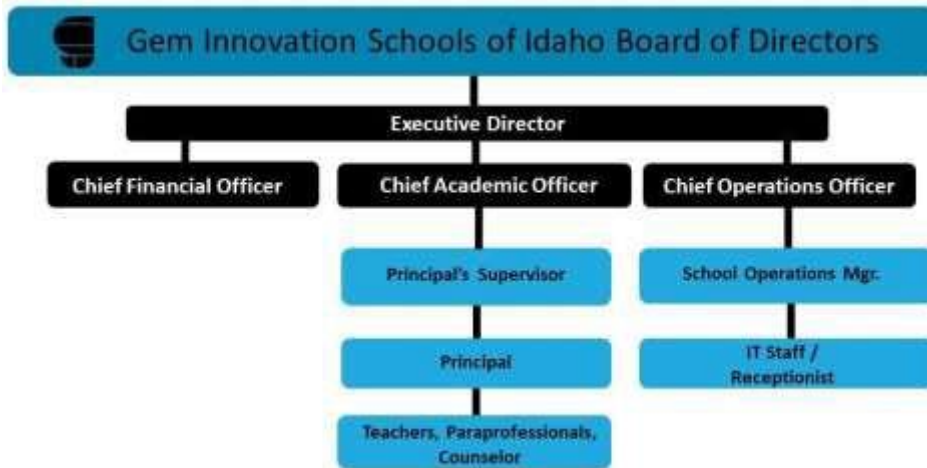 Gem Innovation Schools of Idaho Board of Directors
Executive Director
Chief Financial Officer
Chief Academic Officer
Chief Operations Officer
Principal's Supervisor
School Operations Mgr.
Principal
IT Staff /
Receptionist
Teachers, Paraprofessionals,
Counselor